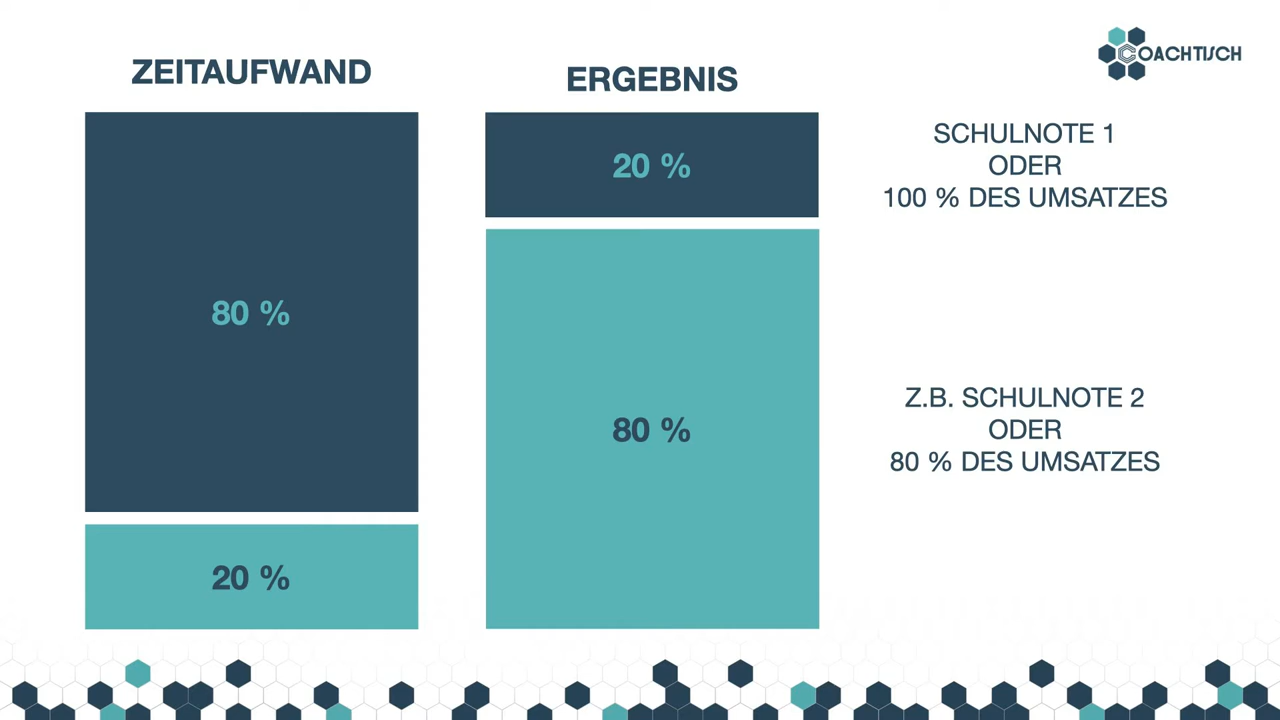 COACHTISCH
ZEITAUFWAND
ERGEBNIS
80 %
20 %
20 %
80 %
SCHULNOTE 1
ODER
100 % DES UMSATZES
Z.B. SCHULNOTE 2
ODER
80 % DES UMSATZES